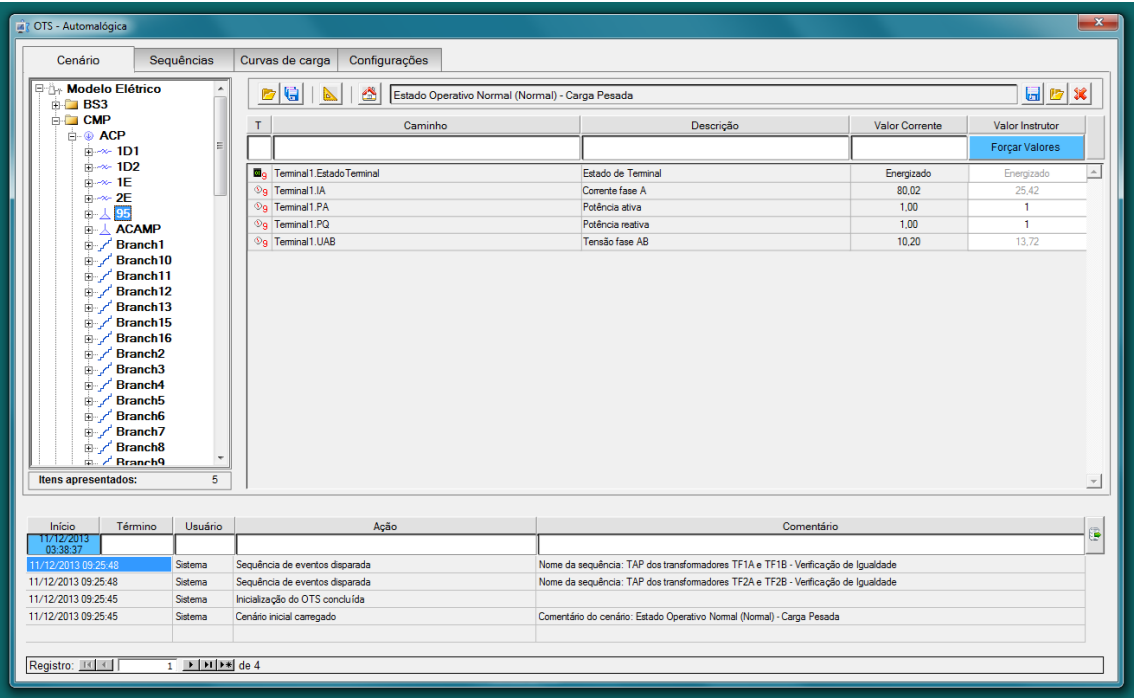 OTS - Automalógica
Cenário Sequências Curvas de carga Configurações
Modelo Elétrico
BS3
CMP
ACP
1D1
1D2
1E
2E
95
ACAMP
Branch1
Branch10
Branch11
Branch12
Branch13
Branch15
Branch16
Branch2
Branch3
Branch4
Branch5
Branch6
Branch7
Branch8
Branch9
Itens apresentados: 5
Estado Operativo Normal (Normal) - Carga Pesada
T Caminho Descrição Valor Corrente Valor Instrutor
Forçar Valores
Terminal1.EstadoTerminal Estado de Terminal Energizado Energizado
Terminal1.IA Corrente fase A 80,02 25,42
Terminal1.PA Potência ativa 1,00 1
Terminal1.PQ Potência reativa 1,00 1
Terminal1.UAB Tensão fase AB 10,20 13,72
Início Término Usuário Ação Comentário
11/12/2013
03:38:37
11/12/2013 09:25:48 Sistema Sequência de eventos disparada Nome da sequência: TAP dos transformadores TF1A e TF1B - Verificação de Igualdade
11/12/2013 09:25:48 Sistema Sequência de eventos disparada Nome da sequência: TAP dos transformadores TF2A e TF2B - Verificação de Igualdade
11/12/2013 09:25:45 Sistema Inicialização do OTS concluída
11/12/2013 09:25:45 Sistema Cenário inicial carregado Comentário do cenário: Estado Operativo Normal (Normal) - Carga Pesada
Registro: 1 de 4